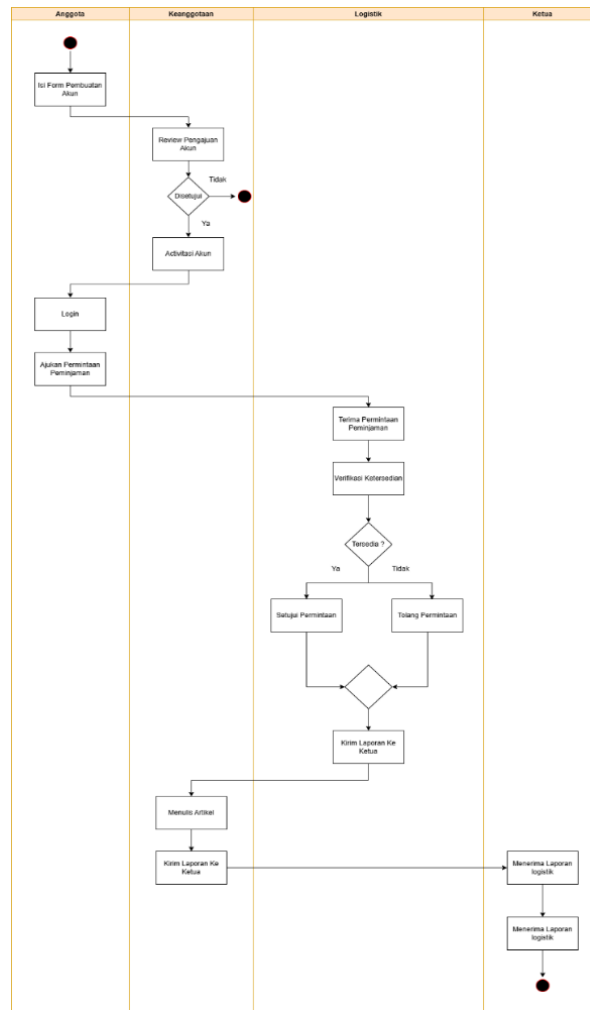 Anggota
Keanggotaan
Logistik
Ketua
Isi Form Pembuatan
Akun
Review Pengajuan
Akun
Disetujui
Tidak
Ya
Activitasi Akun
Login
Ajukan Permintaan
Peminjaman
Terima Permintaan
Peminjaman
Verifikasi Ketersedian
Tersedia ?
Ya
Tidak
Setujui Permintaan
Tolang Permintaan
Kirim Laporan Ke
Ketua
Menulis Artikel
Kirim Laporan Ke
Ketua
Menerima Laporan
logistik
Menerima Laporan
logistik